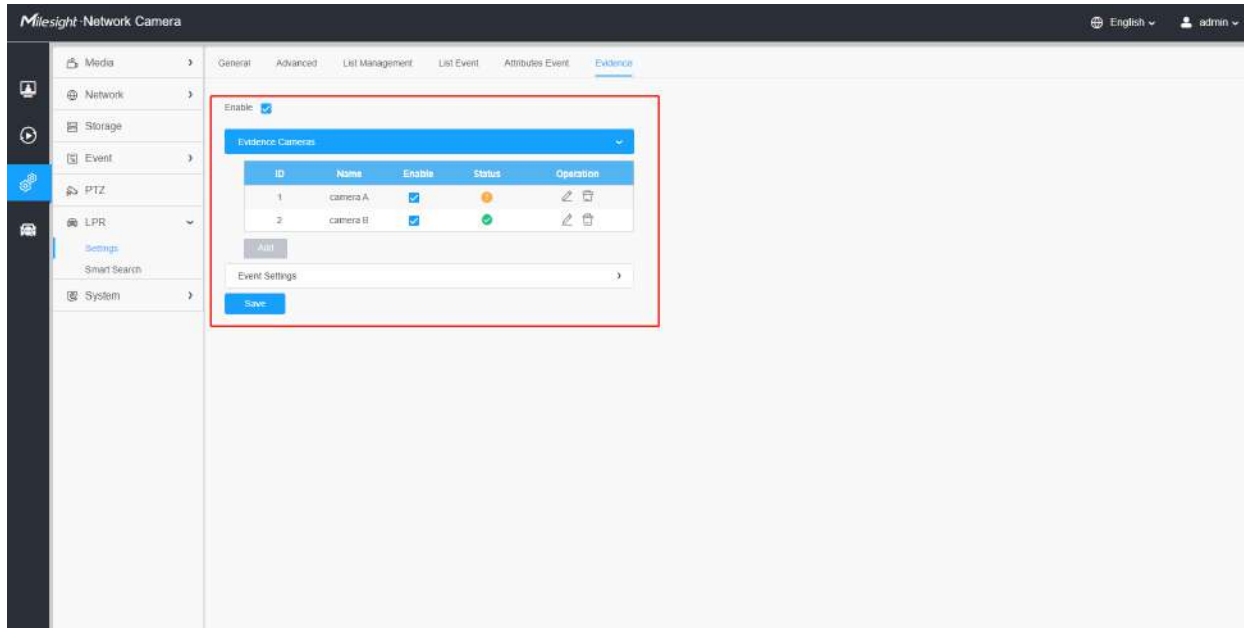 Milesight-Network Camera
English
admin
Media
Network
Storage
Event
PTZ
LPR
Settings
Smart Search
System
General Advanced List Management List Event Attributes Event Evidence
Enable
Evidence Cameras
ID Name Enable Status Operation
1 camera A
2 camera B
Add
Event Settings
Save